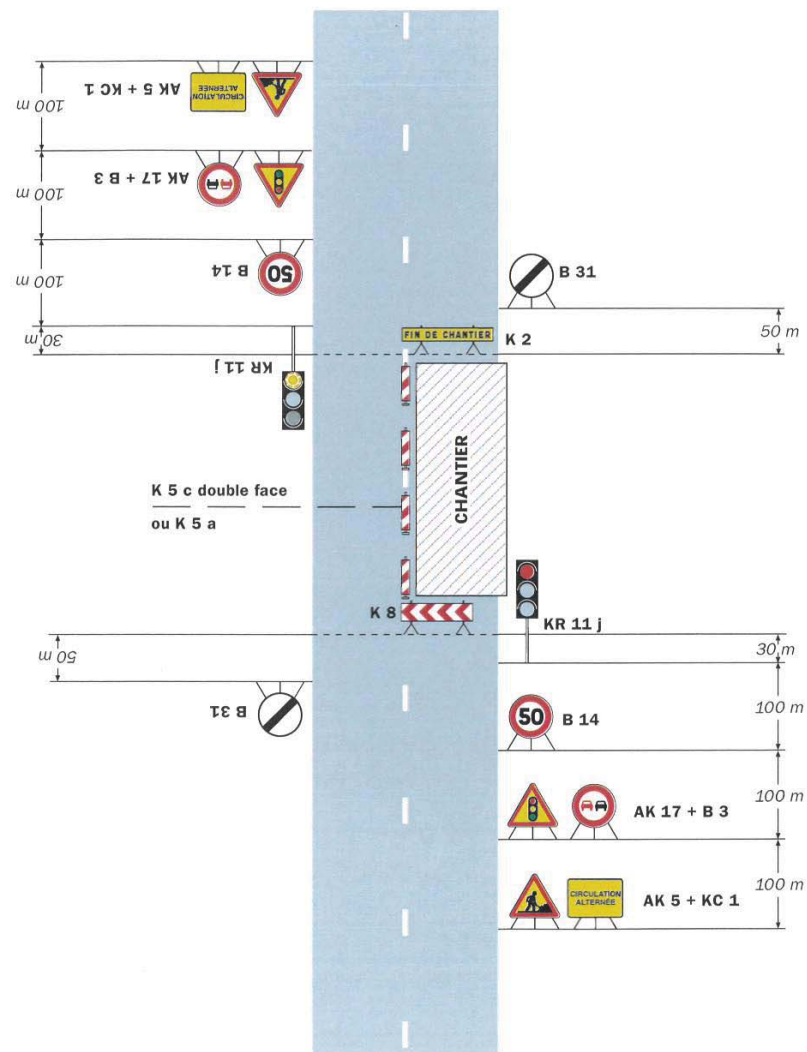 100 m
CIRCULATION
ALTERNÉE
AK 5 + KC 1
100 m
AK 17 + B 3
100 m
50
B 14
B 31
50 m
30 m
KR 11 j
FIN DE CHANTIER
K 2
CHANTIER
K 5 c double face
ou K 5 a
K 8
KR 11 j
50 m
30 m
B 31
50
B 14
100 m
AK 17 + B 3
100 m
CIRCULATION
ALTERNÉE
AK 5 + KC 1
100 m